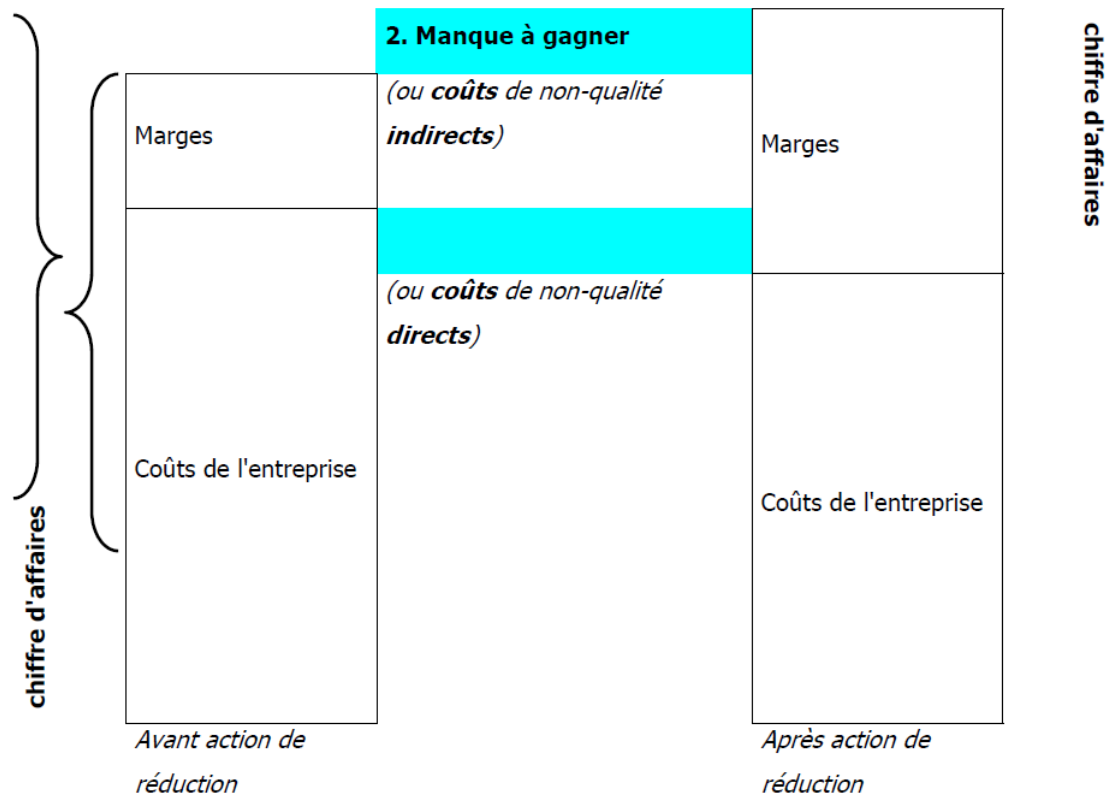 2. Manque à gagner
(ou coûts de non-qualité
indirects)
Marges
Marges
chiffre d'affaires
(ou coûts de non-qualité
directs)
Coûts de l'entreprise
Coûts de l'entreprise
chiffre d'affaires
Avant action de
réduction
Après action de
réduction